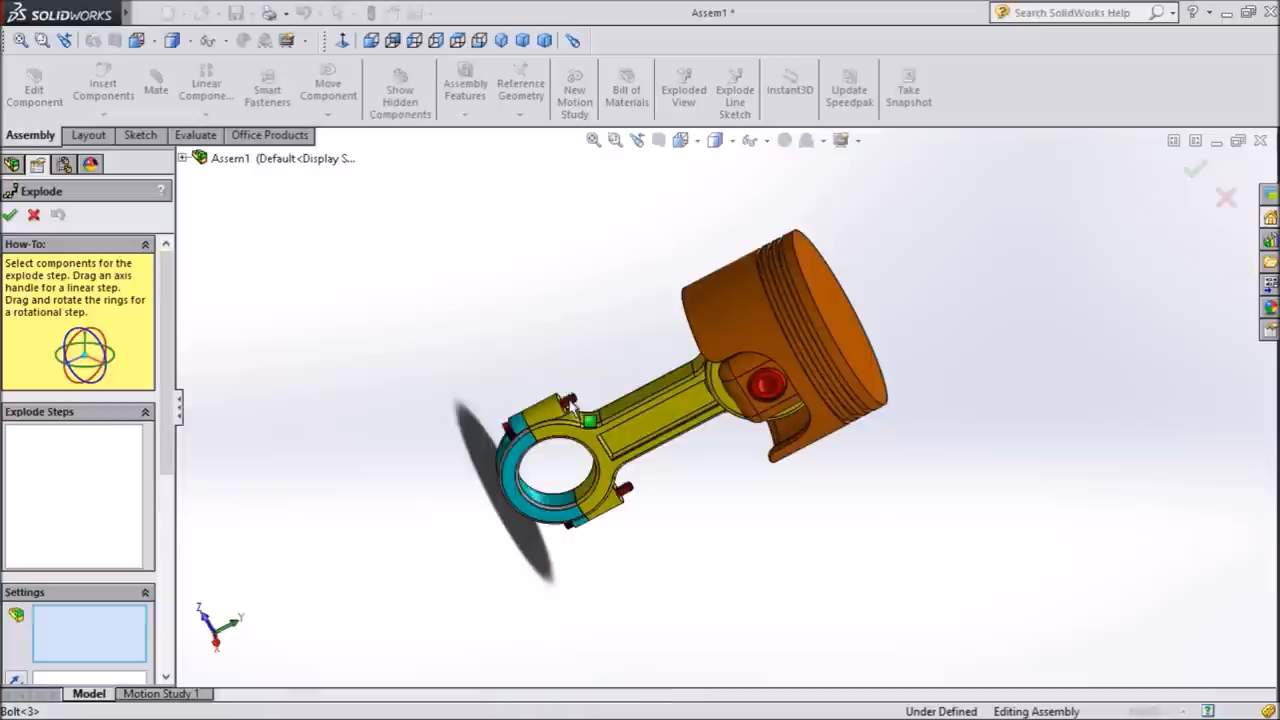 SOLIDWORKS
Assem1 *
Search SolidWorks Help
Edit Component
Insert Components
Mate
Linear Compone...
Smart Fasteners
Move Component
Show Hidden Components
Assembly Features
Reference Geometry
New Motion Study
Bill of Materials
Exploded View
Explode Line Sketch
Instant3D
Update Speedpak
Take Snapshot
Assembly
Layout
Sketch
Evaluate
Office Products
Assem1 (Default<Display S...
Explode
?
How-To:
Select components for the
explode step. Drag an axis
handle for a linear step.
Drag and rotate the rings for
a rotational step.
Explode Steps
Settings
Z
Y
X
Model
Motion Study 1
Bolt<3>
Under Defined
Editing Assembly